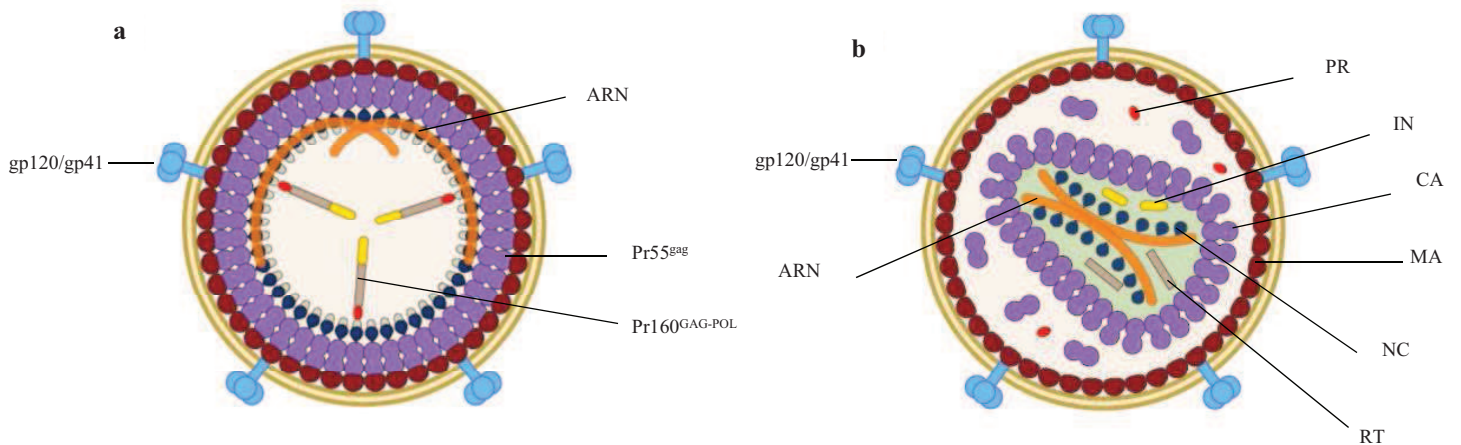 a
ARN
gp120/gp41
Pr55gag
Pr160GAG-POL
b
PR
IN
gp120/gp41
CA
ARN
MA
NC
RT